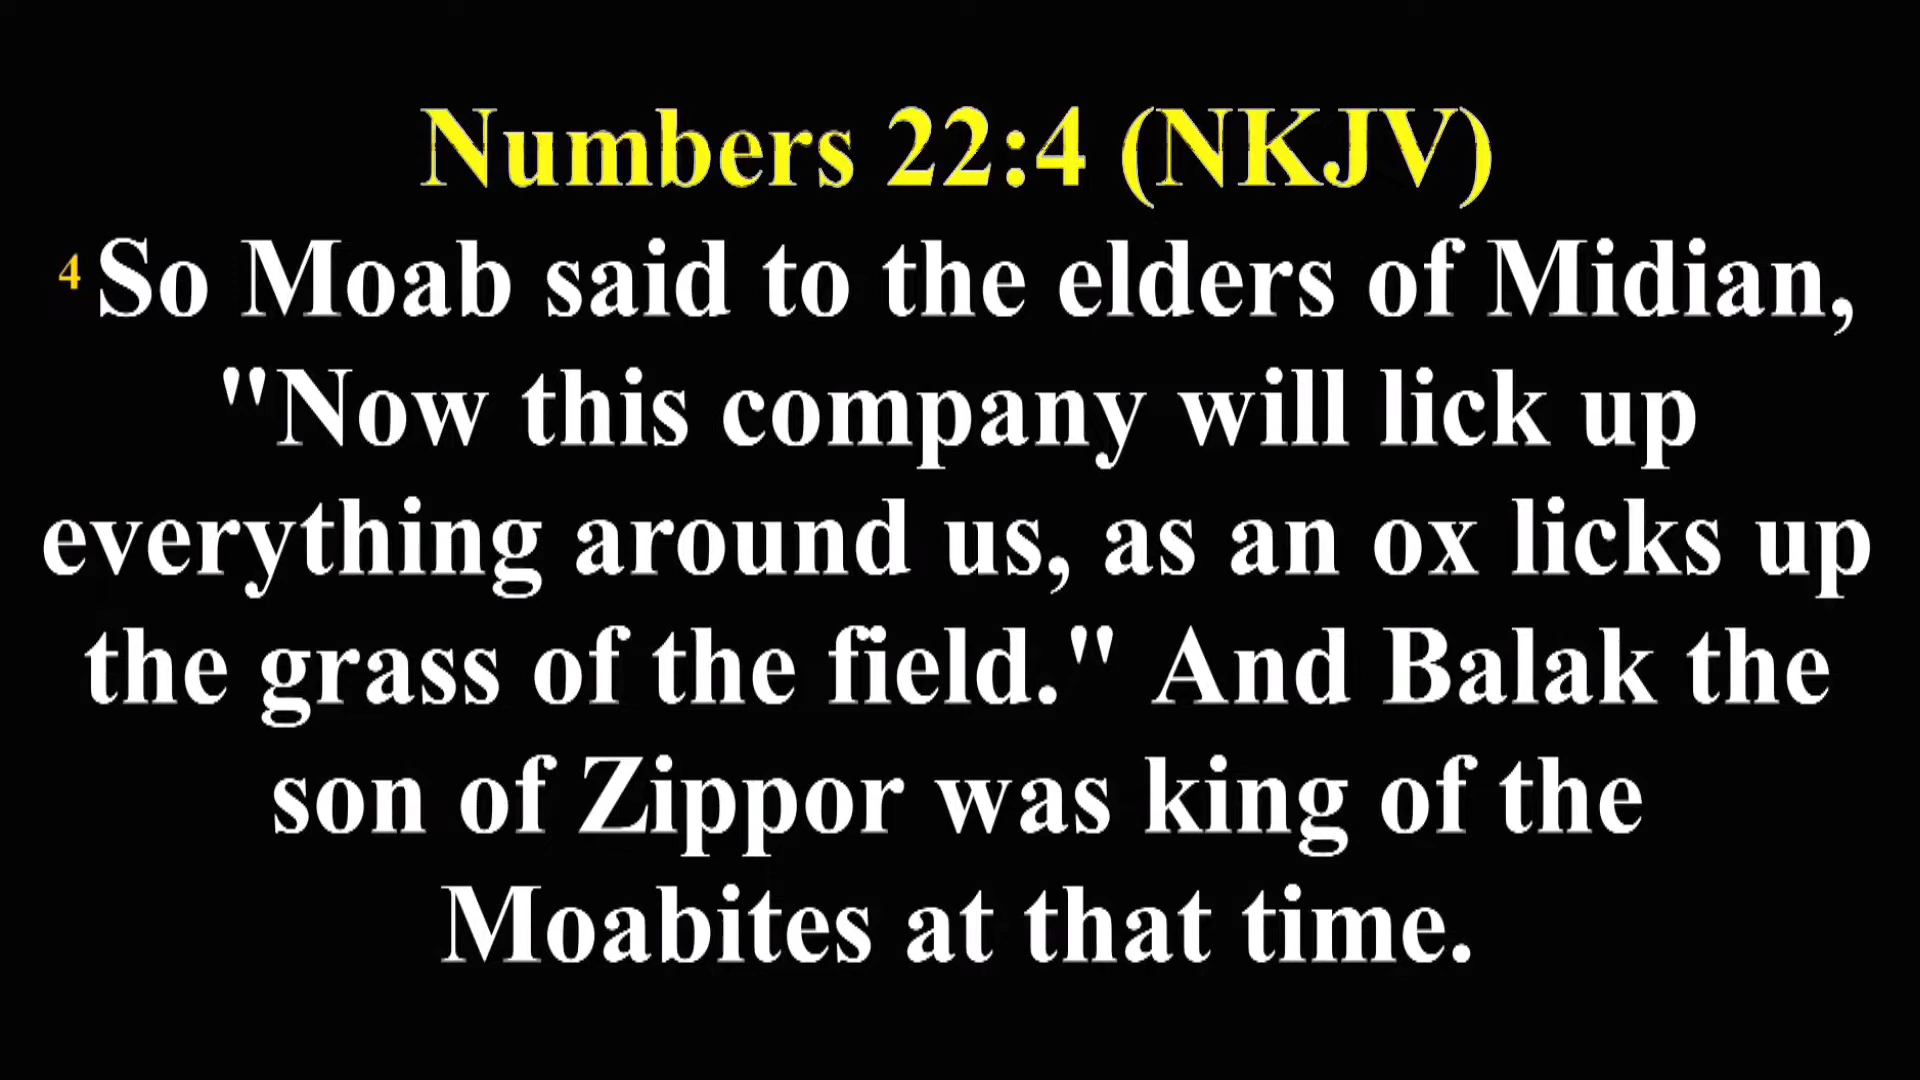 Numbers 22:4 (NKJV)
4 So Moab said to the elders of Midian,
"Now this company will lick up
everything around us, as an ox licks up
the grass of the field." And Balak the
son of Zippor was king of the
Moabites at that time.